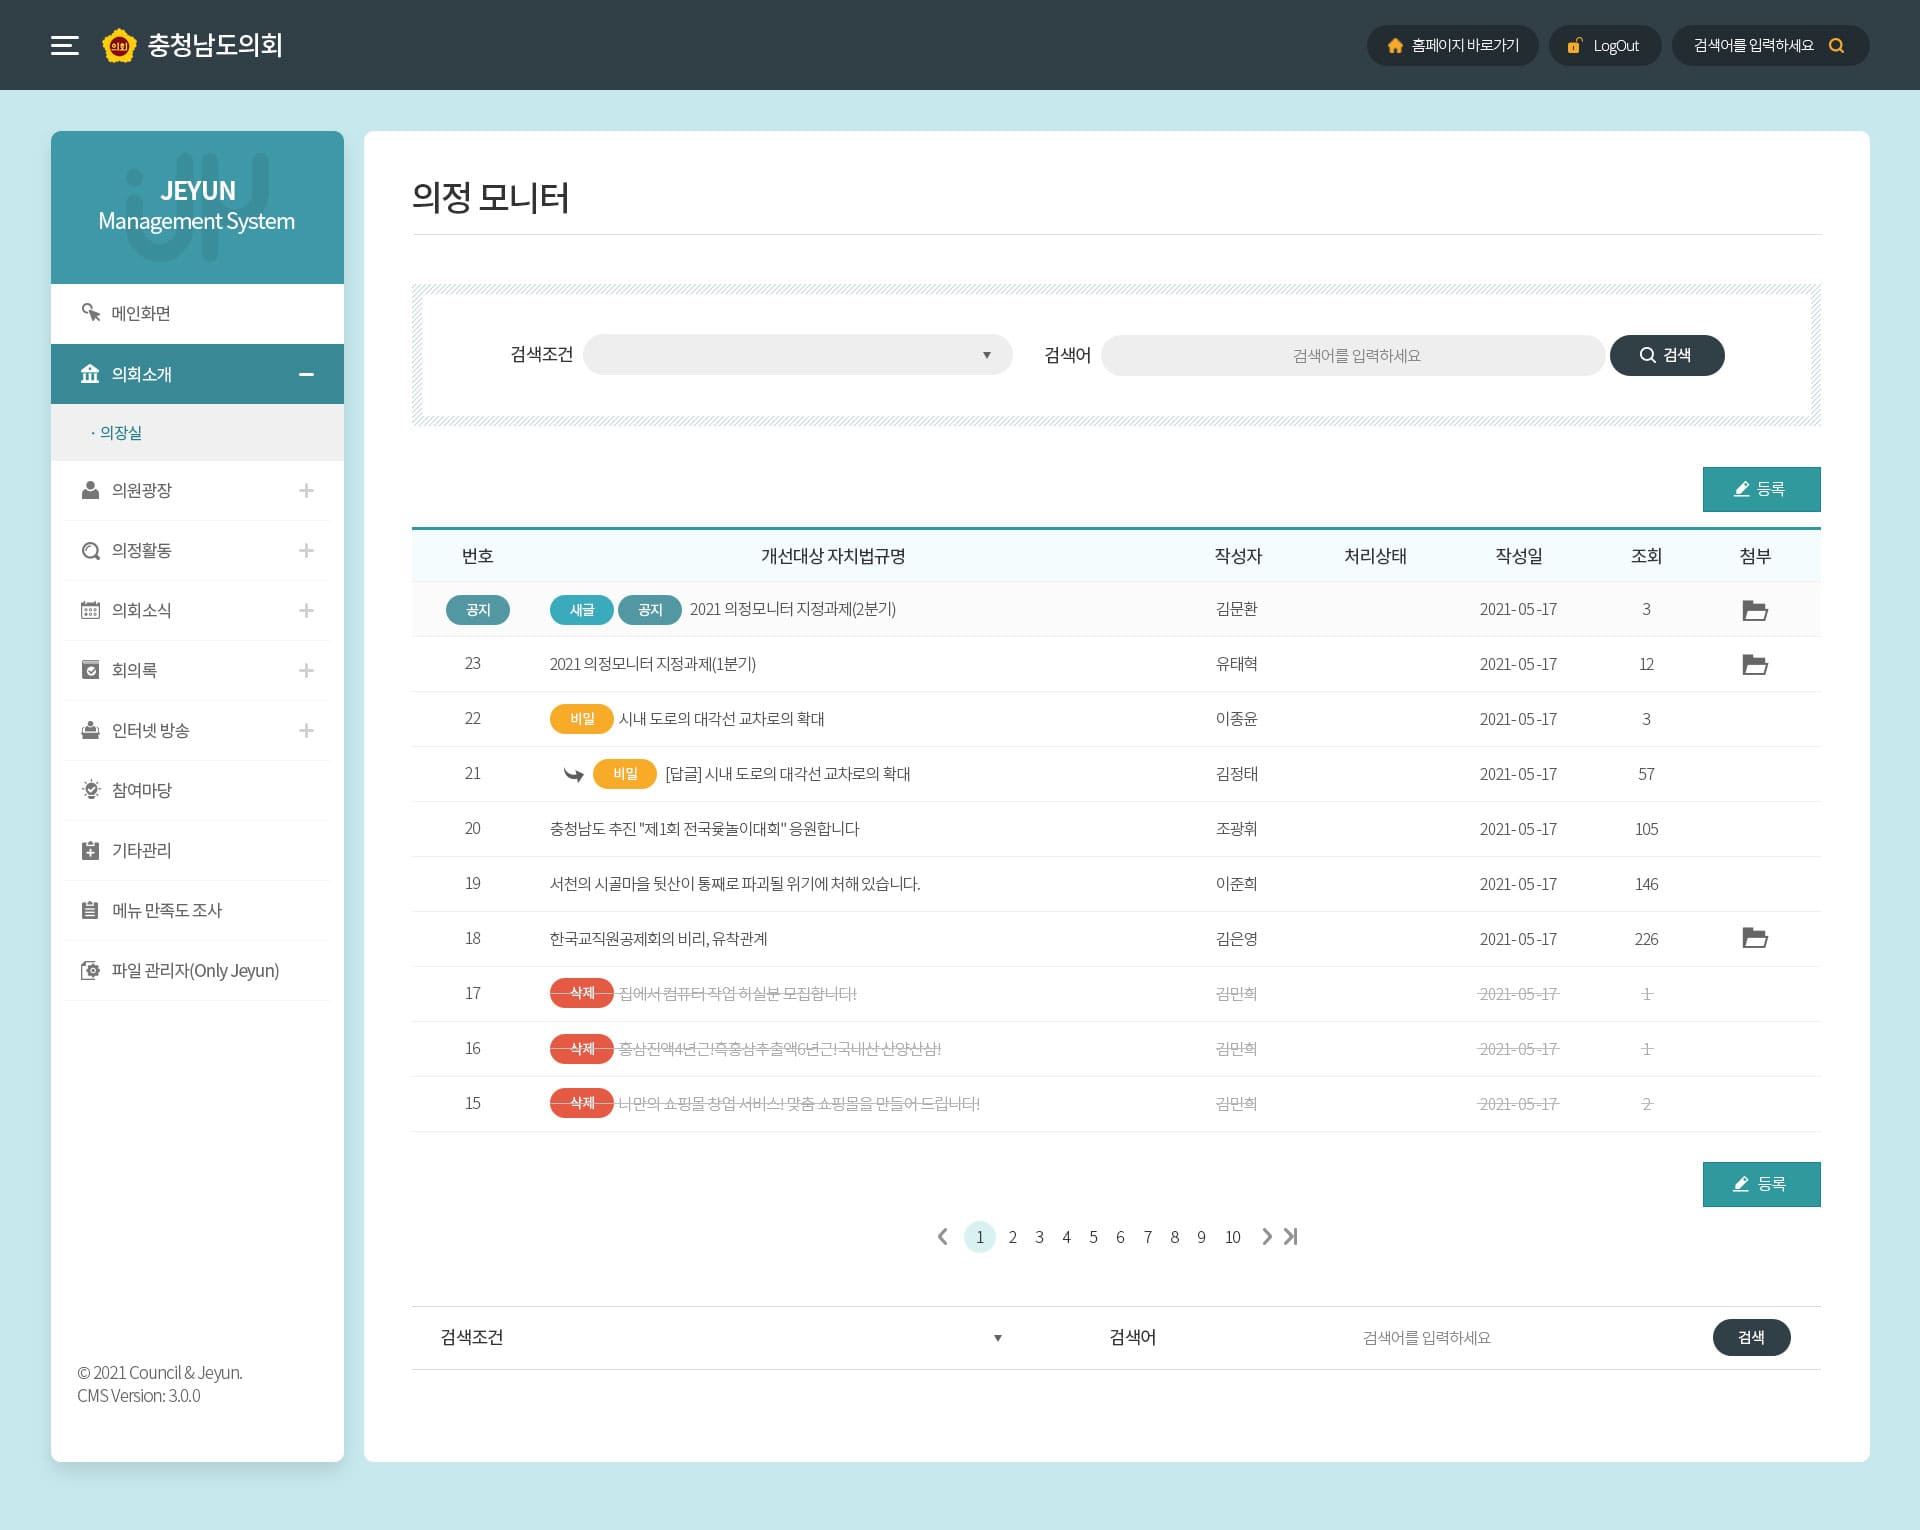 의회 충청남도의회
홈페이지 바로가기
LogOut
검색어를 입력하세요
JEYUN
Management System
메인화면
의회소개
· 의장실
의원광장
의정활동
의회소식
회의록
인터넷 방송
참여마당
기타관리
메뉴 만족도 조사
파일 관리자(Only Jeyun)
© 2021 Council & Jeyun.
CMS Version: 3.0.0
의정 모니터
검색조건 검색어 검색어를 입력하세요 검색
등록
번호 개선대상 자치법규명 작성자 처리상태 작성일 조회 첨부
공지 새글 공지 2021 의정모니터 지정과제(2분기) 김문환 2021-05-17 3
23 2021 의정모니터 지정과제(1분기) 유태혁 2021-05-17 12
22 비밀 시내 도로의 대각선 교차로의 확대 이종윤 2021-05-17 3
21 비밀 [답글] 시내 도로의 대각선 교차로의 확대 김정태 2021-05-17 57
20 충청남도 추진 "제1회 전국윷놀이대회" 응원합니다 조광휘 2021-05-17 105
19 서천의 시골마을 뒷산이 통째로 파괴될 위기에 처해 있습니다. 이준희 2021-05-17 146
18 한국교직원공제회의 비리, 유착관계 김은영 2021-05-17 226
17 삭제 집에서 컴퓨터 작업 하실분 모집합니다! 김민희 2021-05-17 1
16 삭제 홍삼진액4년근!흑홍삼추출액6년근!국내산 산양산삼! 김민희 2021-05-17 1
15 삭제 나만의 쇼핑몰 창업 서비스! 맞춤 쇼핑몰을 만들어 드립니다! 김민희 2021-05-17 2
등록
1 2 3 4 5 6 7 8 9 10
검색조건 검색어 검색어를 입력하세요 검색